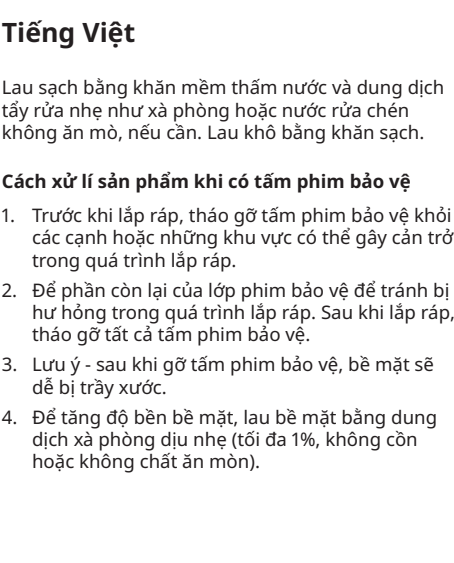 Tiếng Việt
Lau sạch bằng khăn mềm thấm nước và dung dịch
tẩy rửa nhẹ như xà phòng hoặc nước rửa chén
không ăn mò, nếu cần. Lau khô bằng khăn sạch.
Cách xử lí sản phẩm khi có tấm phim bảo vệ
1. Trước khi lắp ráp, tháo gỡ tấm phim bảo vệ khỏi
các cạnh hoặc những khu vực có thể gây cản trở
trong quá trình lắp ráp.
2. Để phần còn lại của lớp phim bảo vệ để tránh bị
hư hỏng trong quá trình lắp ráp. Sau khi lắp ráp,
tháo gỡ tất cả tấm phim bảo vệ.
3. Lưu ý - sau khi gỡ tấm phim bảo vệ, bề mặt sẽ
dễ bị trầy xước.
4. Để tăng độ bền bề mặt, lau bề mặt bằng dung
dịch xà phòng dịu nhẹ (tối đa 1%, không cồn
hoặc không chất ăn mòn).